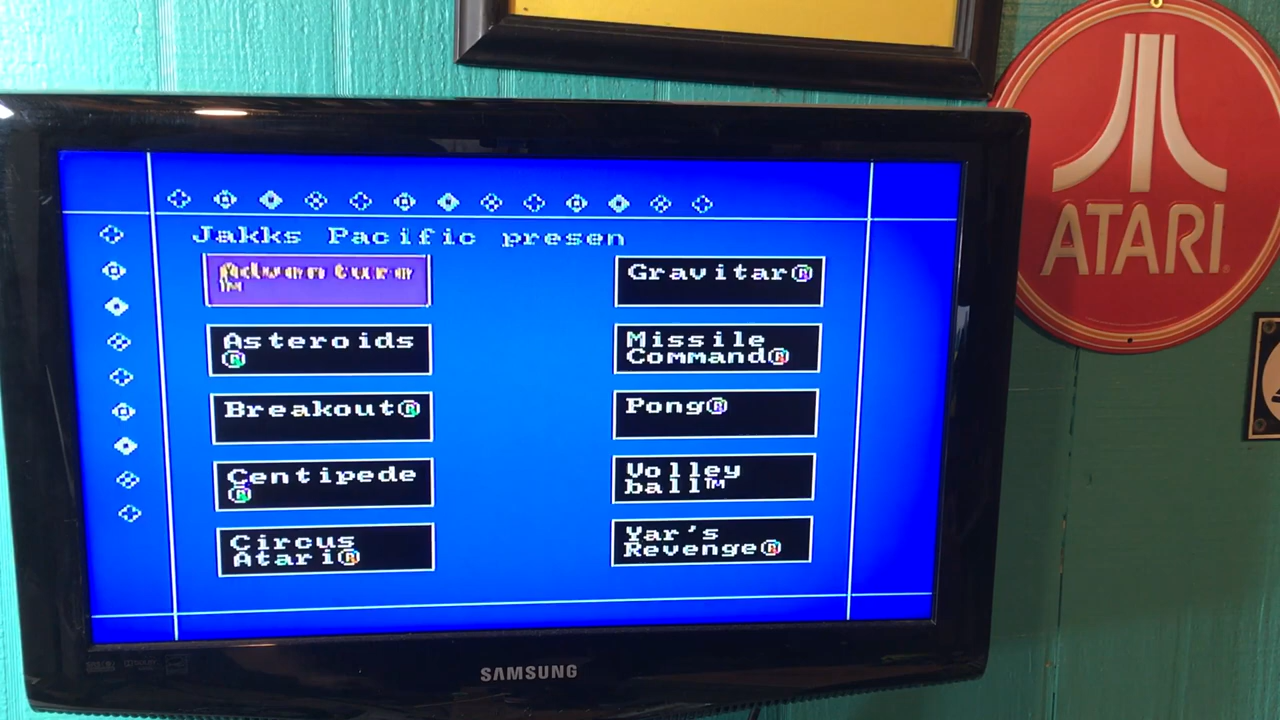 Jakks Pacific presen
Adventure
™
Asteroids
®
Breakout®
Centipede
®
Circus
Atari®
Gravitar®
Missile
Command®
Pong®
Volley
ball™
Yar's
Revenge®
SAMSUNG
ATARI